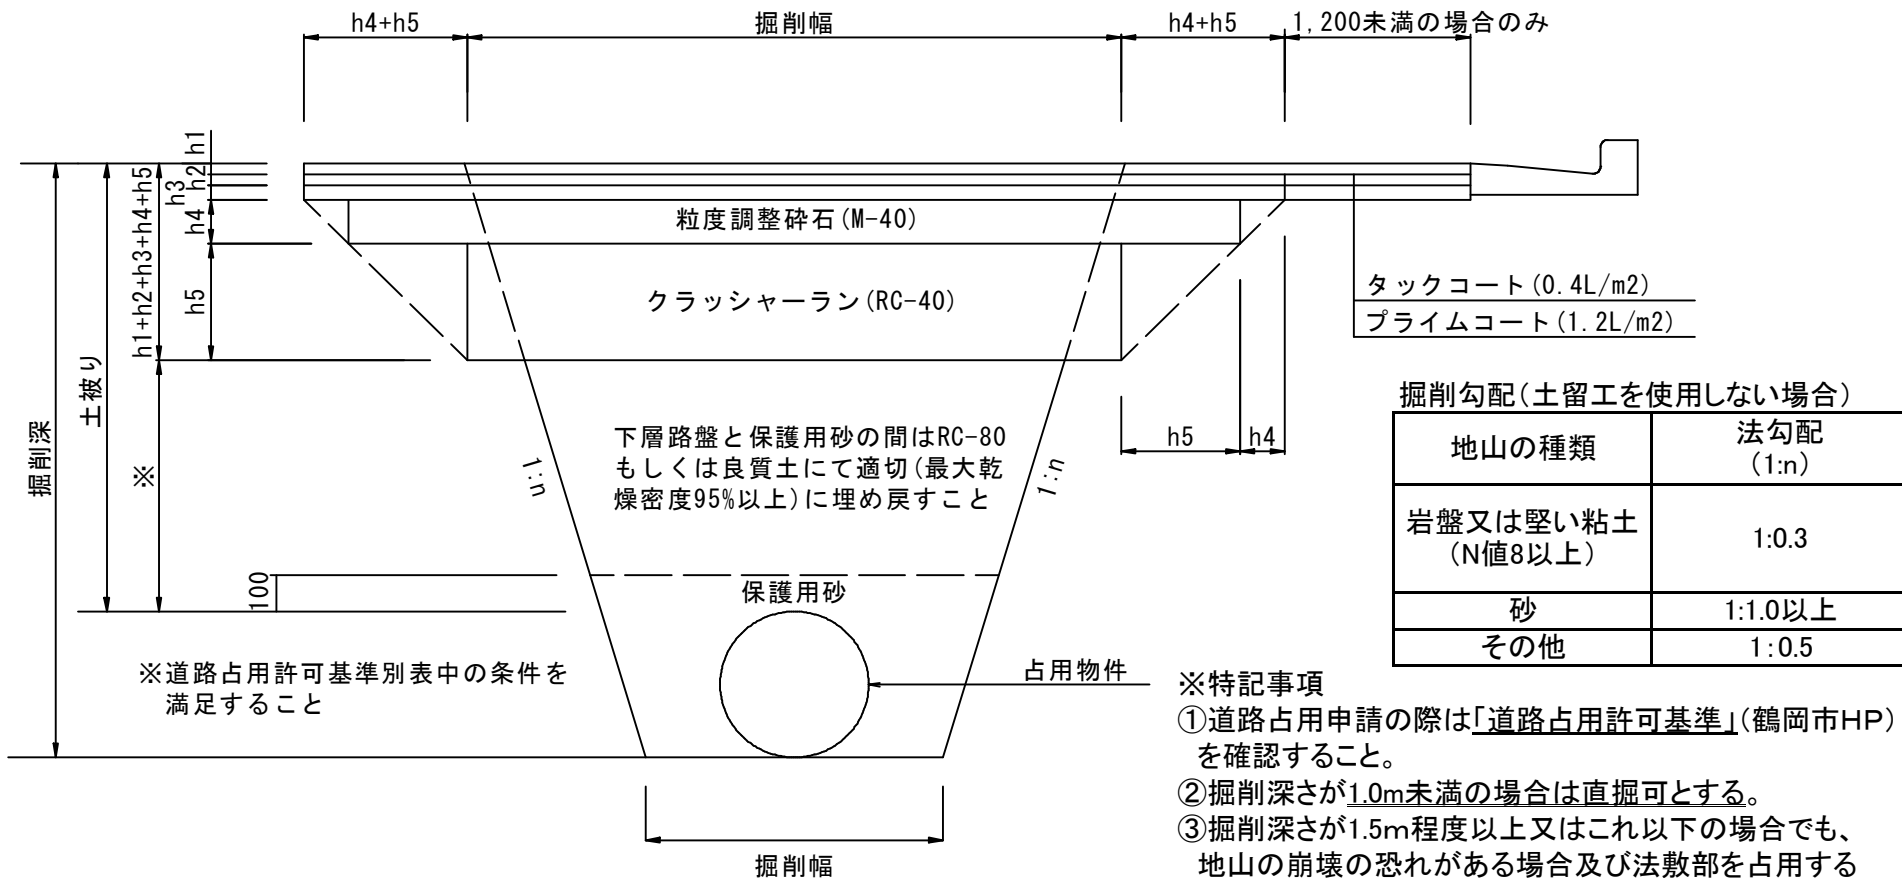 h4+h5
掘削幅
h4+h5
1,200未満の場合のみ
h1
h2
h3
h4
h5
h1+h2+h3+h4+h5
土被り
掘削深
※
100
粒度調整砕石(M-40)
クラッシャーラン(RC-40)
タックコート(0.4L/m2)
プライムコート(1.2L/m2)
h5
h4
1:n
1:n
下層路盤と保護用砂の間はRC-80
もしくは良質土にて適切(最大乾
燥密度95%以上)に埋め戻すこと
保護用砂
占用物件
※道路占用許可基準別表中の条件を
満足すること
掘削幅
掘削勾配(土留工を使用しない場合)
地山の種類
法勾配
(1:n)
岩盤又は堅い粘土
(N値8以上)
1:0.3
砂
1:1.0以上
その他
1:0.5
※特記事項
①道路占用申請の際は「道路占用許可基準」(鶴岡市HP)
を確認すること。
②掘削深さが1.0m未満の場合は直掘可とする。
③掘削深さが1.5m程度以上又はこれ以下の場合でも、
地山の崩壊の恐れがある場合及び法敷部を占用する